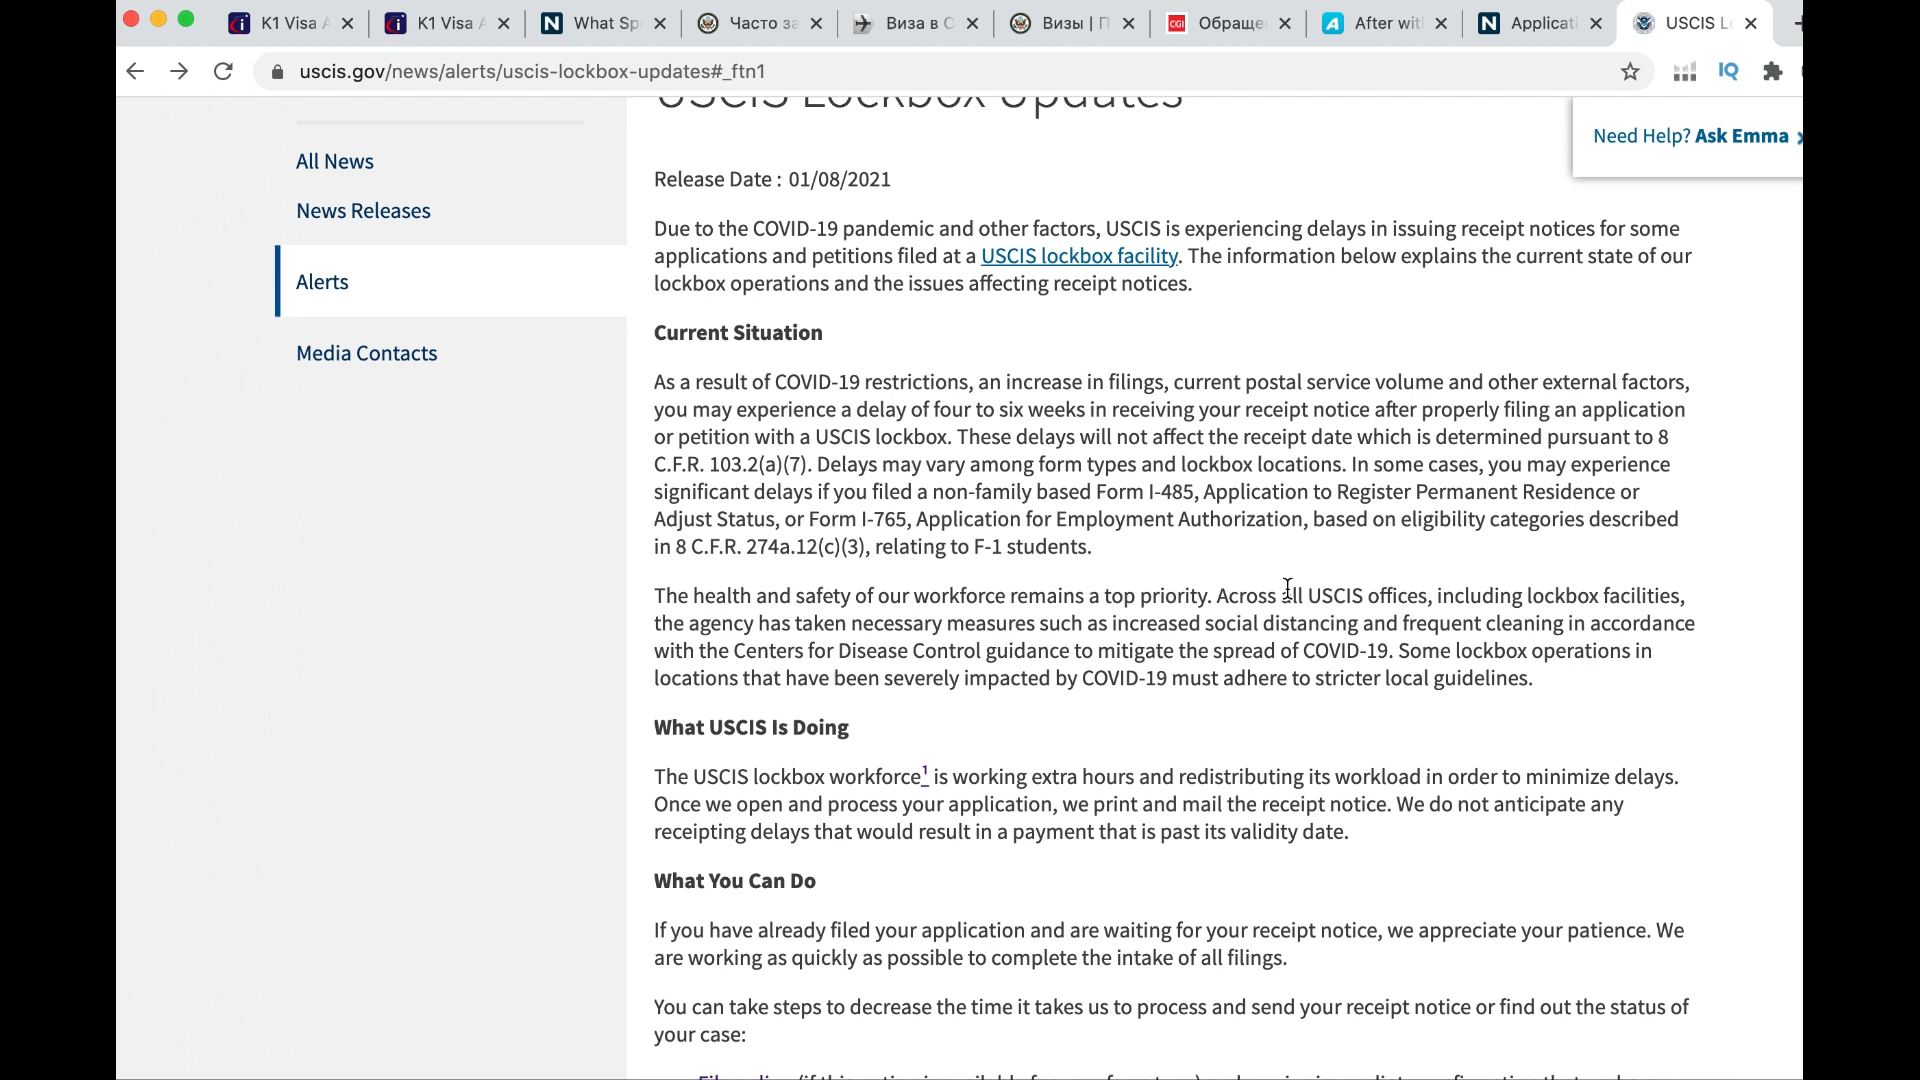 K1 Visa
K1 Visa
What Sp
Часто за
Виза в С
Визы | П
CGI
Обраще
After wit
Applicati
USCIS L
uscis.gov/news/alerts/uscis-lockbox-updates#_ftn1
IQ
USCIS Lockbox Updates
Need Help? Ask Emma
All News
News Releases
Alerts
Media Contacts
Release Date : 01/08/2021
Due to the COVID-19 pandemic and other factors, USCIS is experiencing delays in issuing receipt notices for some
applications and petitions filed at a USCIS lockbox facility. The information below explains the current state of our
lockbox operations and the issues affecting receipt notices.
Current Situation
As a result of COVID-19 restrictions, an increase in filings, current postal service volume and other external factors,
you may experience a delay of four to six weeks in receiving your receipt notice after properly filing an application
or petition with a USCIS lockbox. These delays will not affect the receipt date which is determined pursuant to 8
C.F.R. 103.2(a)(7). Delays may vary among form types and lockbox locations. In some cases, you may experience
significant delays if you filed a non-family based Form I-485, Application to Register Permanent Residence or
Adjust Status, or Form I-765, Application for Employment Authorization, based on eligibility categories described
in 8 C.F.R. 274a.12(c)(3), relating to F-1 students.
The health and safety of our workforce remains a top priority. Across all USCIS offices, including lockbox facilities,
the agency has taken necessary measures such as increased social distancing and frequent cleaning in accordance
with the Centers for Disease Control guidance to mitigate the spread of COVID-19. Some lockbox operations in
locations that have been severely impacted by COVID-19 must adhere to stricter local guidelines.
What USCIS Is Doing
The USCIS lockbox workforce1 is working extra hours and redistributing its workload in order to minimize delays.
Once we open and process your application, we print and mail the receipt notice. We do not anticipate any
receipting delays that would result in a payment that is past its validity date.
What You Can Do
If you have already filed your application and are waiting for your receipt notice, we appreciate your patience. We
are working as quickly as possible to complete the intake of all filings.
You can take steps to decrease the time it takes us to process and send your receipt notice or find out the status of
your case: